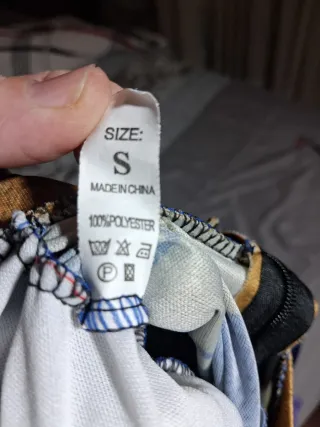 SIZE:
S
MADE IN CHINA
100%POLYESTER
P